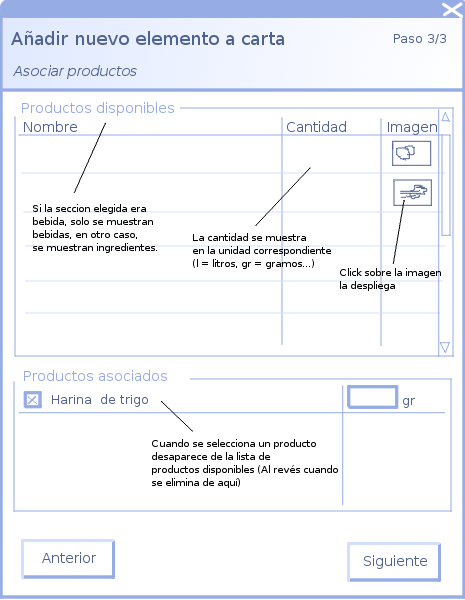 Añadir nuevo elemento a carta
Paso 3/3
Asociar productos
Productos disponibles
Nombre
Cantidad
Imagen
Si la seccion elegida era
bebida, solo se muestran
bebidas, en otro caso,
se muestran ingredientes.
La cantidad se muestra
en la unidad correspondiente
(l = litros, gr = gramos...)
Click sobre la imagen
la despliega
Productos asociados
Harina de trigo
gr
Cuando se selecciona un producto
desaparece de la lista de
productos disponibles (Al revés cuando
se elimina de aquí)
Anterior
Siguiente